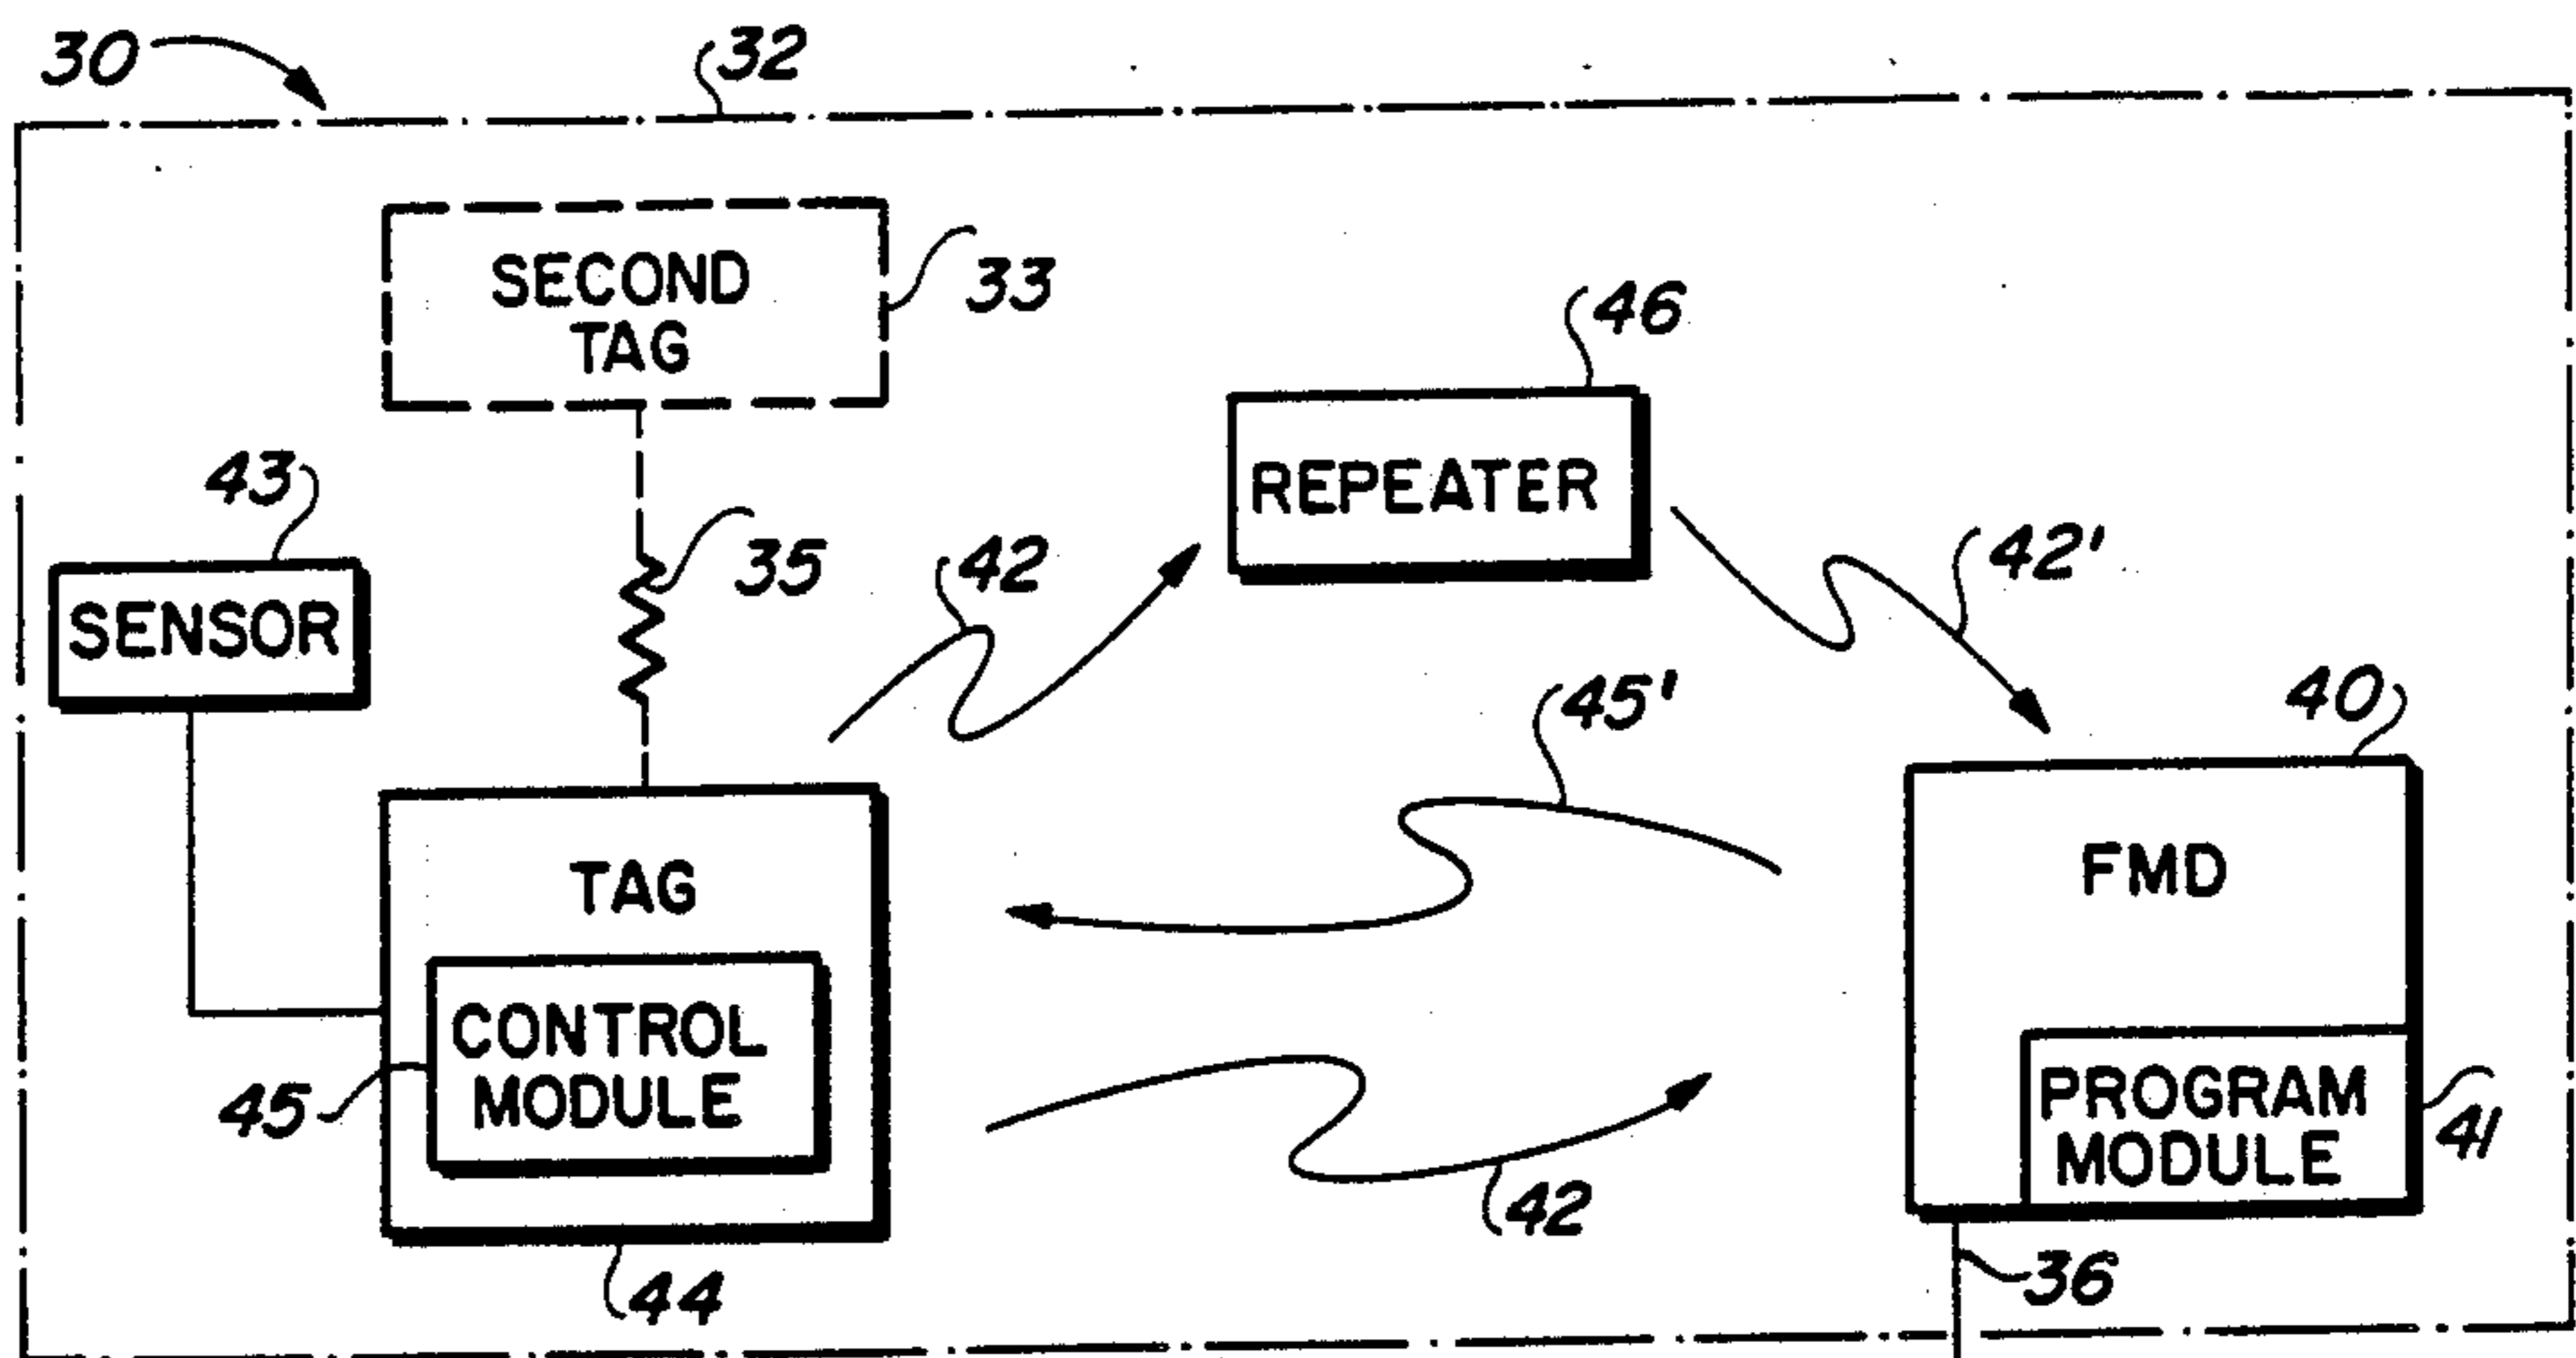 30
32
SECOND
TAG
33
46
REPEATER
43
SENSOR
35
42
42'
45'
40
TAG
FMD
CONTROL
MODULE
45
PROGRAM
MODULE
41
42
44
36